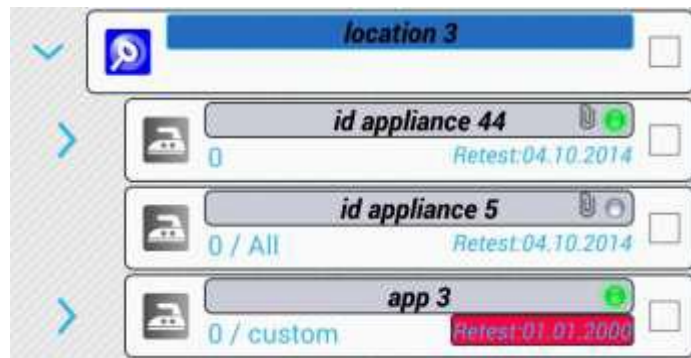 location 3
id appliance 44
0
Retest:04.10.2014
id appliance 5
0 / All
Retest:04.10.2014
app 3
0 / custom
Retest:01.01.2000